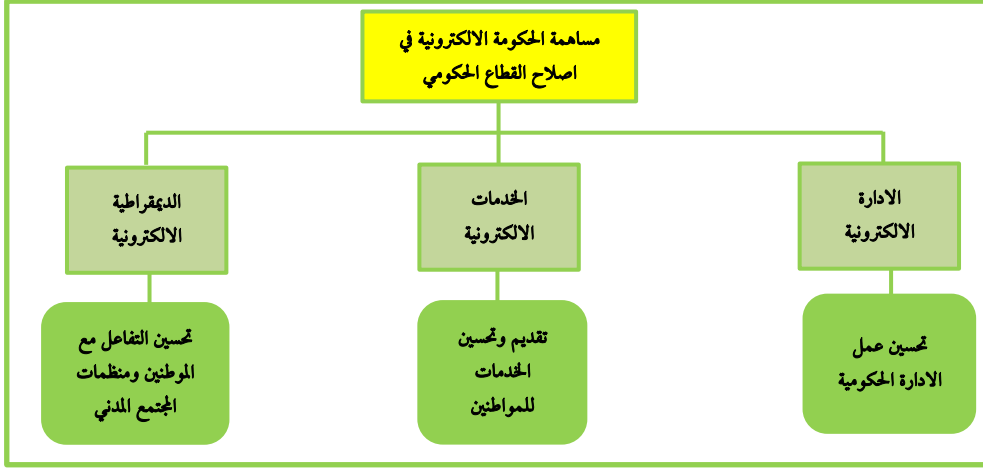 مساهمة الحكومة الالكترونية في
اصلاح القطاع الحكومي
الادارة
الالكترونية
الخدمات
الالكترونية
الديمقراطية
الالكترونية
تحسين عمل
الادارة الحكومية
تقديم وتحسين
الخدمات
للمواطنين
تحسين التفاعل مع
الموطنين ومنظمات
المجتمع المدني